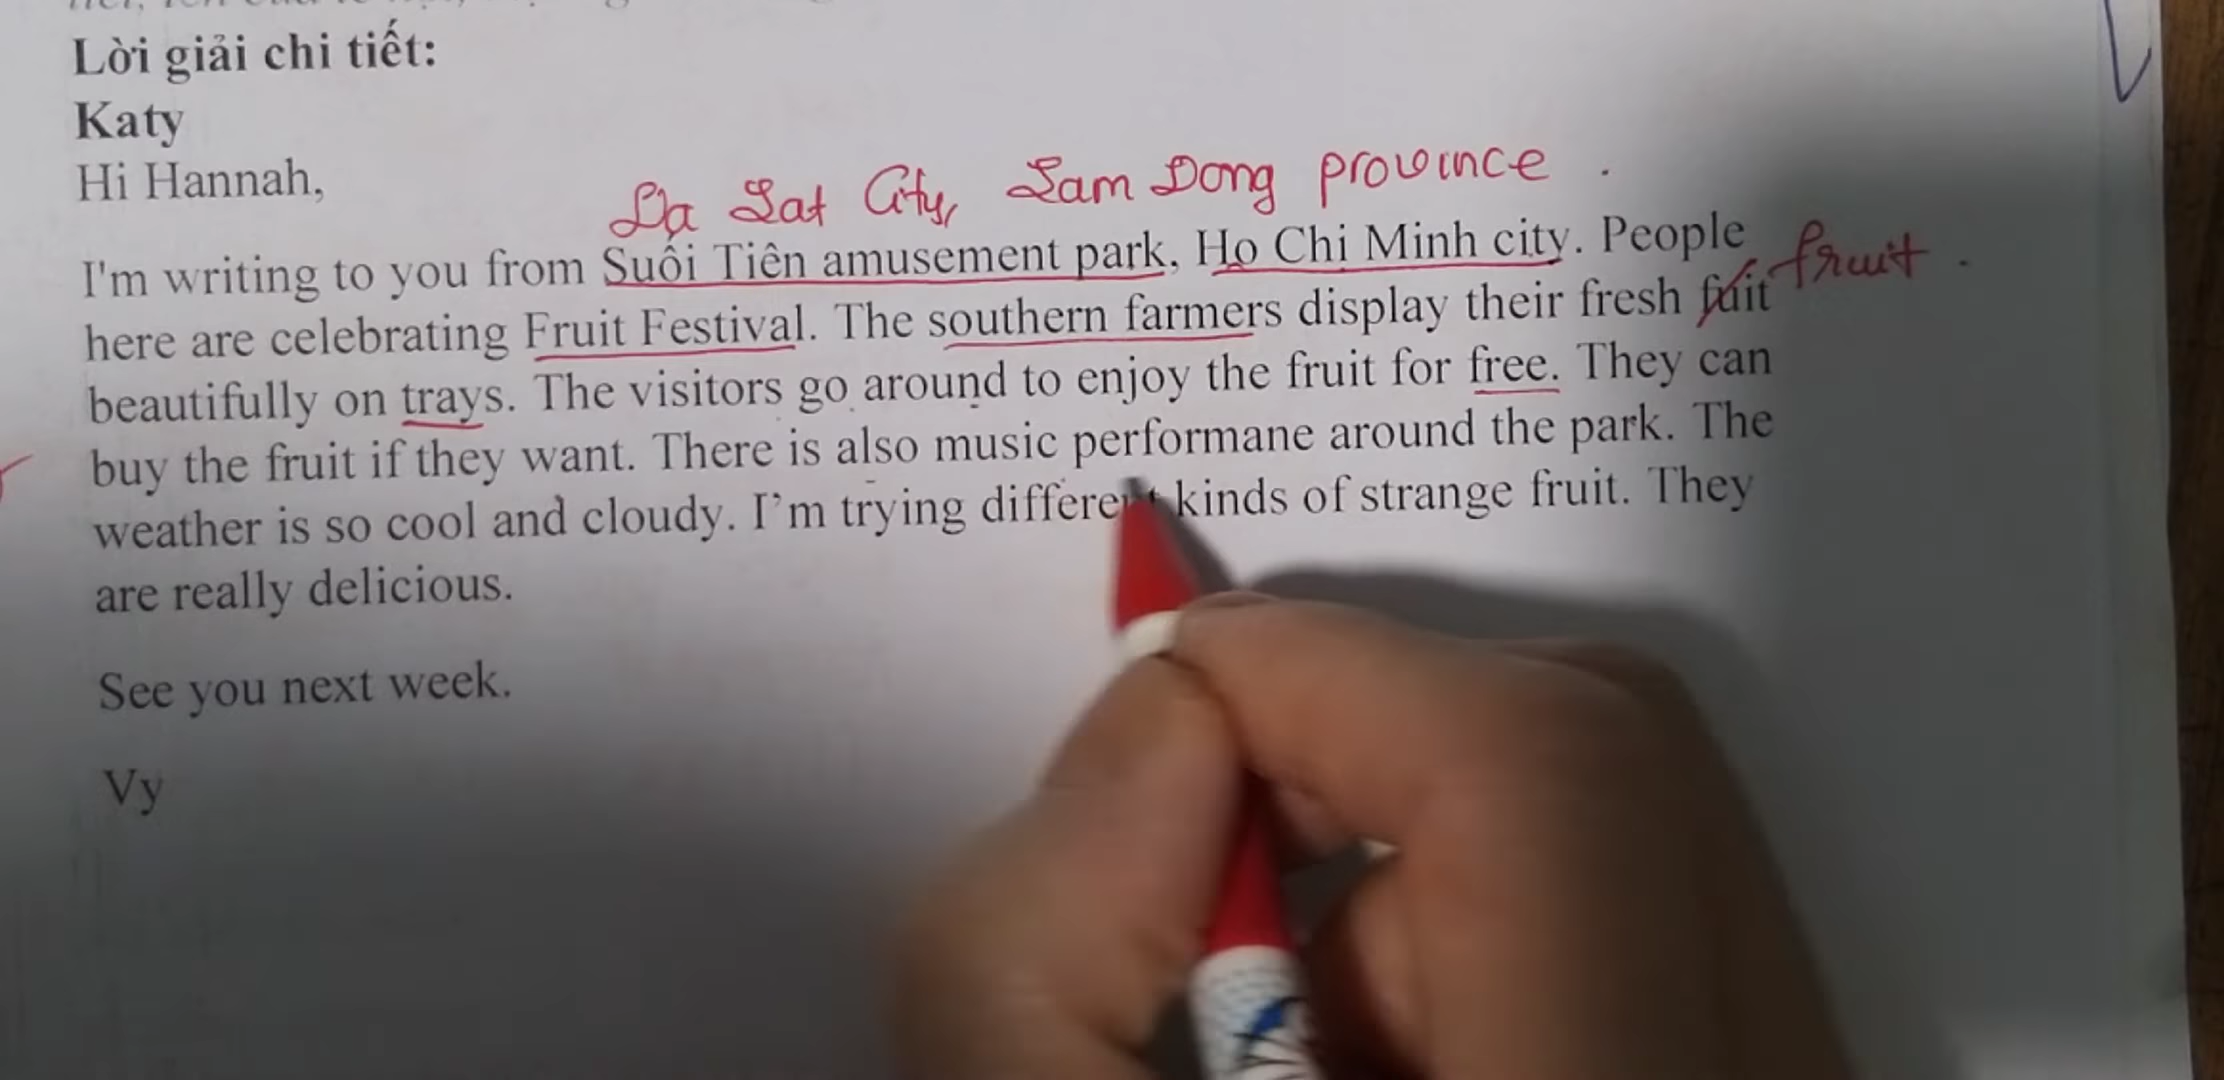 Lời giải chi tiết:
Katy
Hi Hannah,
Da Lat City, Lam Dong province .
I'm writing to you from Suối Tiên amusement park, Ho Chi Minh city. People
fruit .
here are celebrating Fruit Festival. The southern farmers display their fresh fuit
beautifully on trays. The visitors go around to enjoy the fruit for free. They can
buy the fruit if they want. There is also music performane around the park. The
weather is so cool and cloudy. I'm trying different kinds of strange fruit. They
are really delicious.
See you next week.
Vy